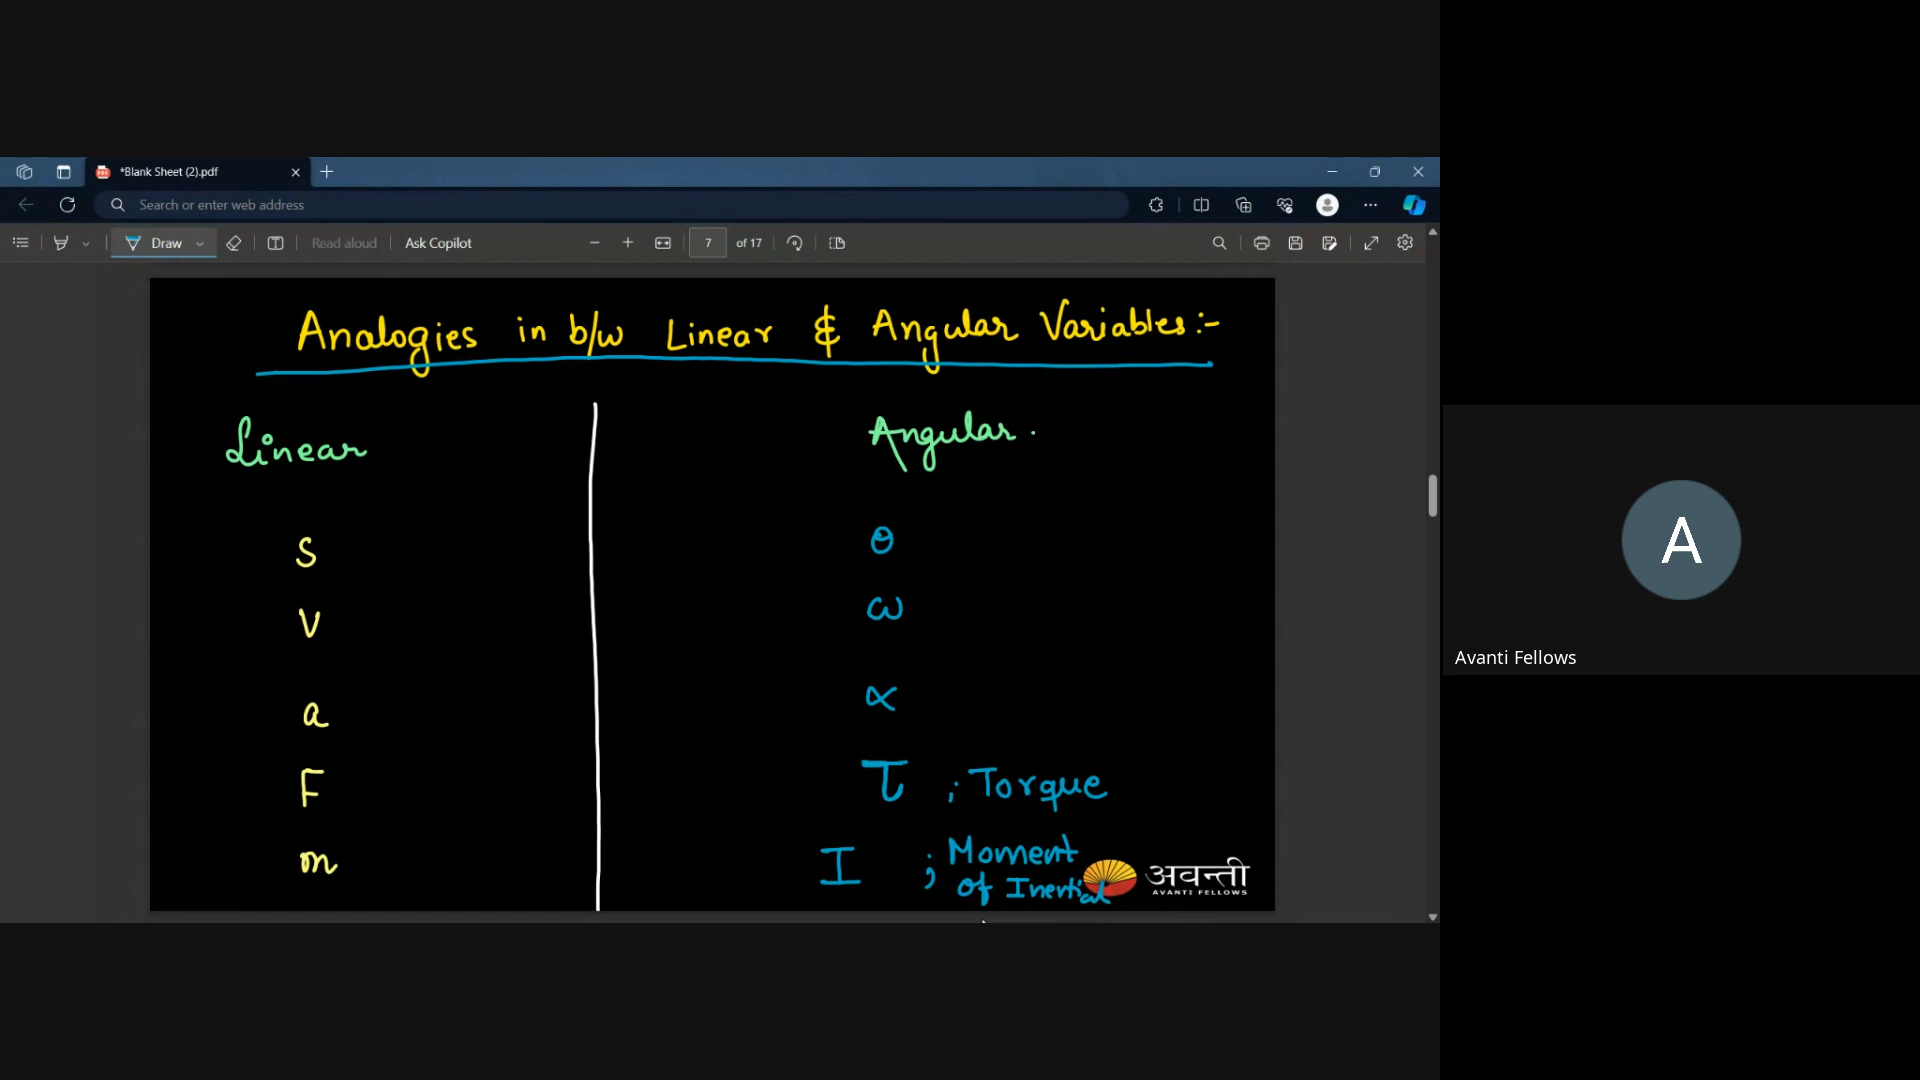 *Blank Sheet (2).pdf
Search or enter web address
Draw
Read aloud
Ask Copilot
7 of 17
Analogies in b/w Linear & Angular Variables :-
Linear
Angular .
S
θ
V
ω
a
α
F
τ ; Torque
m
I ; Moment of Inertial
अवन्ती
AVANTI FELLOWS
A
Avanti Fellows